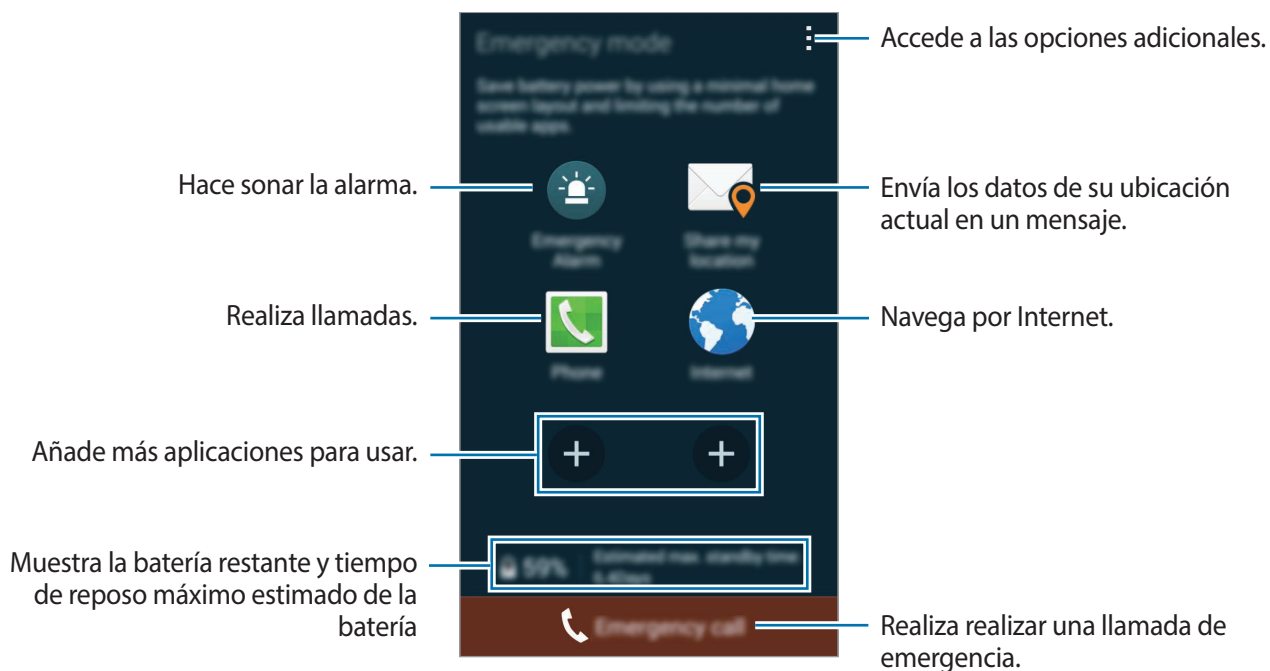 Emergency mode
Accede a las opciones adicionales.
Save battery power by using a minimal home
screen layout and limiting the number of
usable apps.
Hace sonar la alarma.
Envía los datos de su ubicación
actual en un mensaje.
Emergency
Alarm
Share my
location
Realiza llamadas.
Navega por Internet.
Phone
Internet
Añade más aplicaciones para usar.
Muestra la batería restante y tiempo
de reposo máximo estimado de la
batería
59%
Estimated max. standby time
Emergency call
Realiza realizar una llamada de
emergencia.